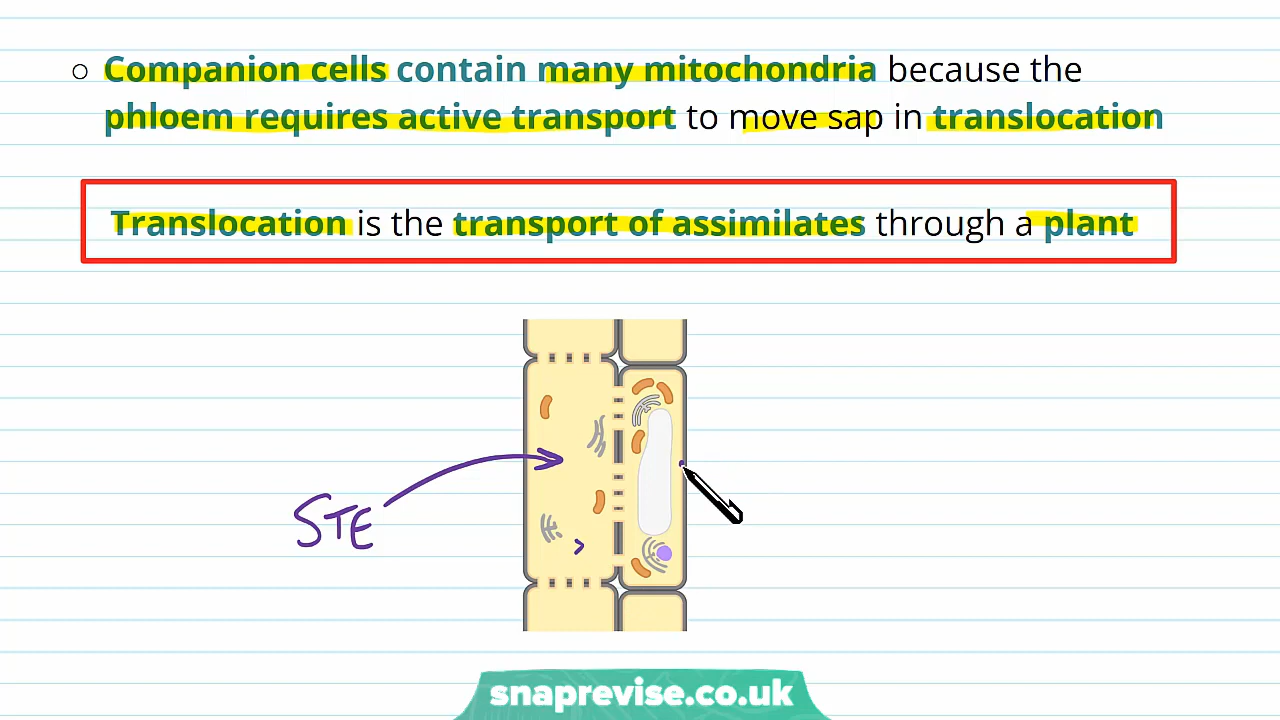 Companion cells contain many mitochondria because the
phloem requires active transport to move sap in translocation
Translocation is the transport of assimilates through a plant
STE
snaprevise.co.uk